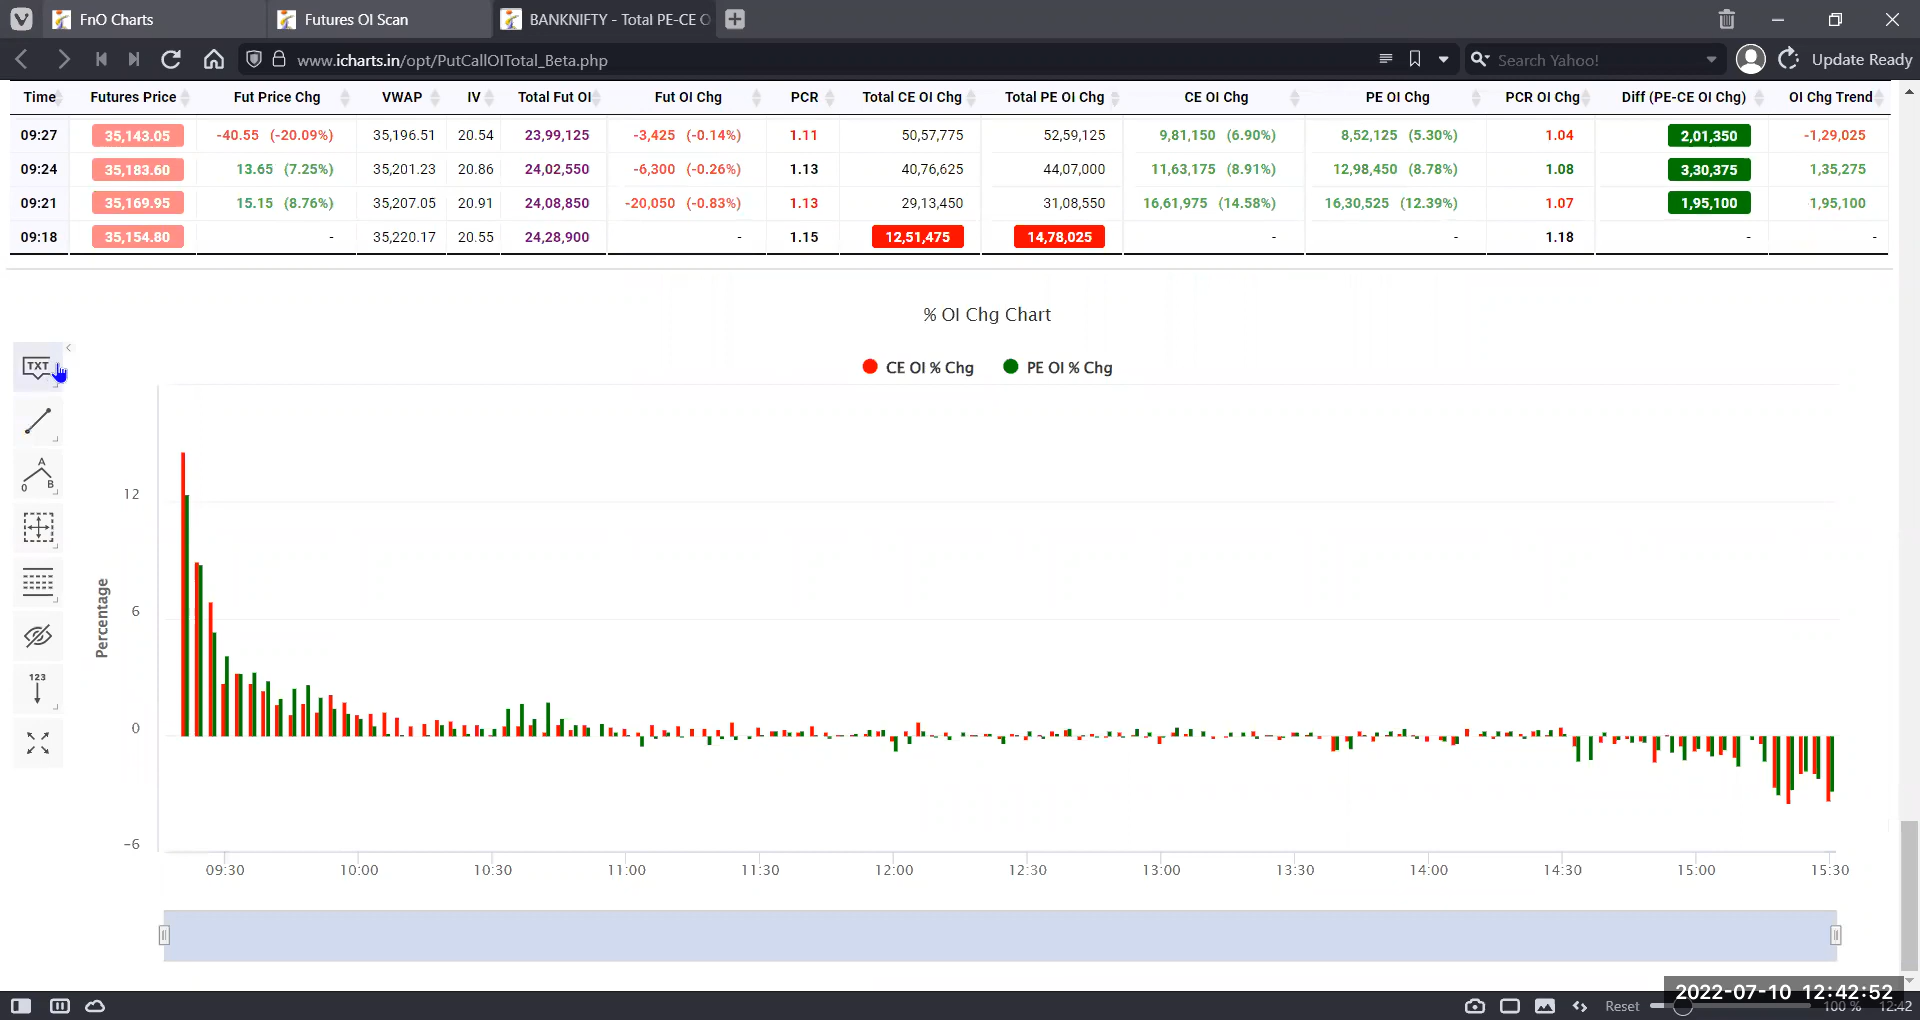 FnO Charts
Futures OI Scan
BANKNIFTY - Total PE-CE O
www.icharts.in/opt/PutCallOITotal_Beta.php
Search Yahoo!
Update Ready
Time Futures Price Fut Price Chg VWAP IV Total Fut OI Fut OI Chg PCR Total CE OI Chg Total PE OI Chg CE OI Chg PE OI Chg PCR OI Chg Diff (PE-CE OI Chg) OI Chg Trend
09:27 35,143.05 -40.55 (-20.09%) 35,196.51 20.54 23,99,125 -3,425 (-0.14%) 1.11 50,57,775 52,59,125 9,81,150 (6.90%) 8,52,125 (5.30%) 1.04 2,01,350 -1,29,025
09:24 35,183.60 13.65 (7.25%) 35,201.23 20.86 24,02,550 -6,300 (-0.26%) 1.13 40,76,625 44,07,000 11,63,175 (8.91%) 12,98,450 (8.78%) 1.08 3,30,375 1,35,275
09:21 35,169.95 15.15 (8.76%) 35,207.05 20.91 24,08,850 -20,050 (-0.83%) 1.13 29,13,450 31,08,550 16,61,975 (14.58%) 16,30,525 (12.39%) 1.07 1,95,100 1,95,100
09:18 35,154.80 - 35,220.17 20.55 24,28,900 - 1.15 12,51,475 14,78,025 - - 1.18 - -
% OI Chg Chart
CE OI % Chg PE OI % Chg
TXT
A
0 B
123
Percentage
12
6
0
-6
09:30 10:00 10:30 11:00 11:30 12:00 12:30 13:00 13:30 14:00 14:30 15:00 15:30
2022-07-10 12:42:52
Reset 100 % 12:42